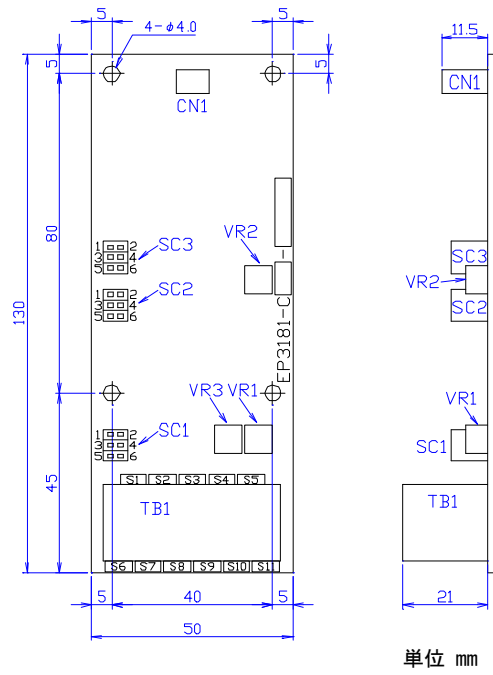 5 4-φ4.0 5 11.5
5 5
CN1 CN1
VR2
1 2 SC3
3 4
5 6
SC3
80
VR2
1 2 SC2
3 4
5 6
SC2
130
EP3181-C -
VR3 VR1 VR1
1 2 SC1
3 4
5 6
SC1
45
S1 S2 S3 S4 S5
TB1 TB1
S6 S7 S8 S9 S10 S11
5 40 5 21
50
単位 mm